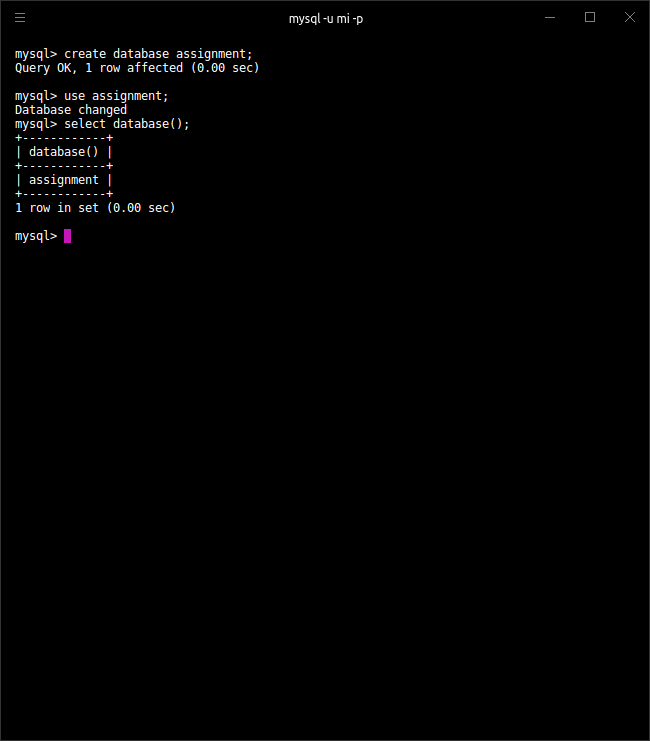 mysql -u mi -p
mysql> create database assignment;
Query OK, 1 row affected (0.00 sec)
mysql> use assignment;
Database changed
mysql> select database();
+------------+
| database() |
+------------+
| assignment |
+------------+
1 row in set (0.00 sec)
mysql>